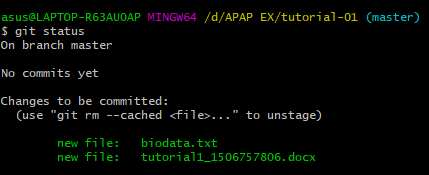 asus@LAPTOP-R63AUOAP MINGW64 /d/APAP EX/tutorial-01 (master)
$ git status
On branch master
No commits yet
Changes to be committed:
(use "git rm --cached <file>..." to unstage)
new file: biodata.txt
new file: tutorial1_1506757806.docx